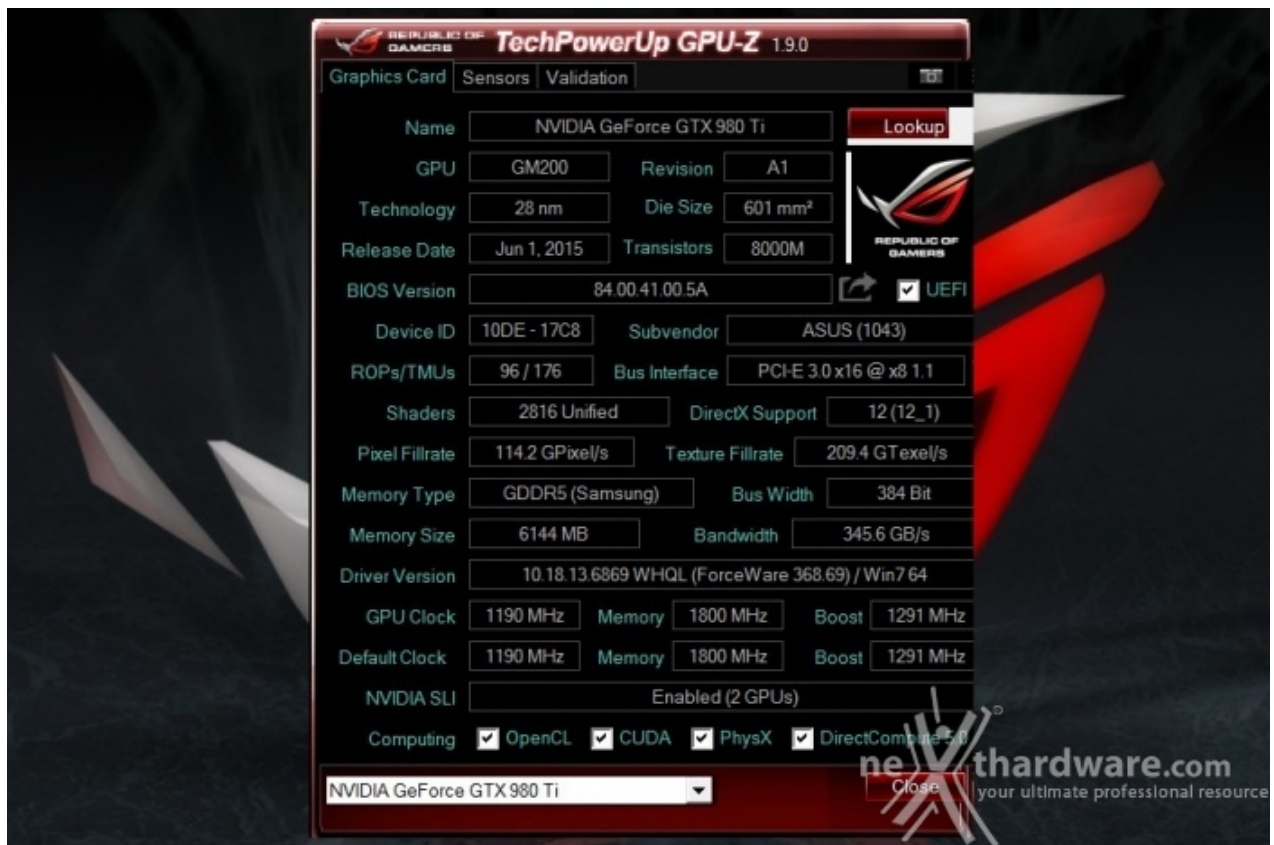 REPUBLIC OF GAMERS TechPowerUp GPU-Z 1.9.0
Graphics Card Sensors Validation
Name NVIDIA GeForce GTX 980 Ti Lookup
GPU GM200 Revision A1
Technology 28 nm Die Size 601 mm²
REPUBLIC OF GAMERS
Release Date Jun 1, 2015 Transistors 8000M
BIOS Version 84.00.41.00.5A UEFI
Device ID 10DE - 17C8 Subvendor ASUS (1043)
ROPs/TMUs 96 / 176 Bus Interface PCI-E 3.0 x16 @ x8 1.1
Shaders 2816 Unified DirectX Support 12 (12_1)
Pixel Fillrate 114.2 GPixel/s Texture Fillrate 209.4 GTexel/s
Memory Type GDDR5 (Samsung) Bus Width 384 Bit
Memory Size 6144 MB Bandwidth 345.6 GB/s
Driver Version 10.18.13.6869 WHQL (ForceWare 368.69) / Win7 64
GPU Clock 1190 MHz Memory 1800 MHz Boost 1291 MHz
Default Clock 1190 MHz Memory 1800 MHz Boost 1291 MHz
NVIDIA SLI Enabled (2 GPUs)
Computing OpenCL CUDA PhysX DirectCompute 5.0
NVIDIA GeForce GTX 980 Ti Close
nexthardware.com
your ultimate professional resource